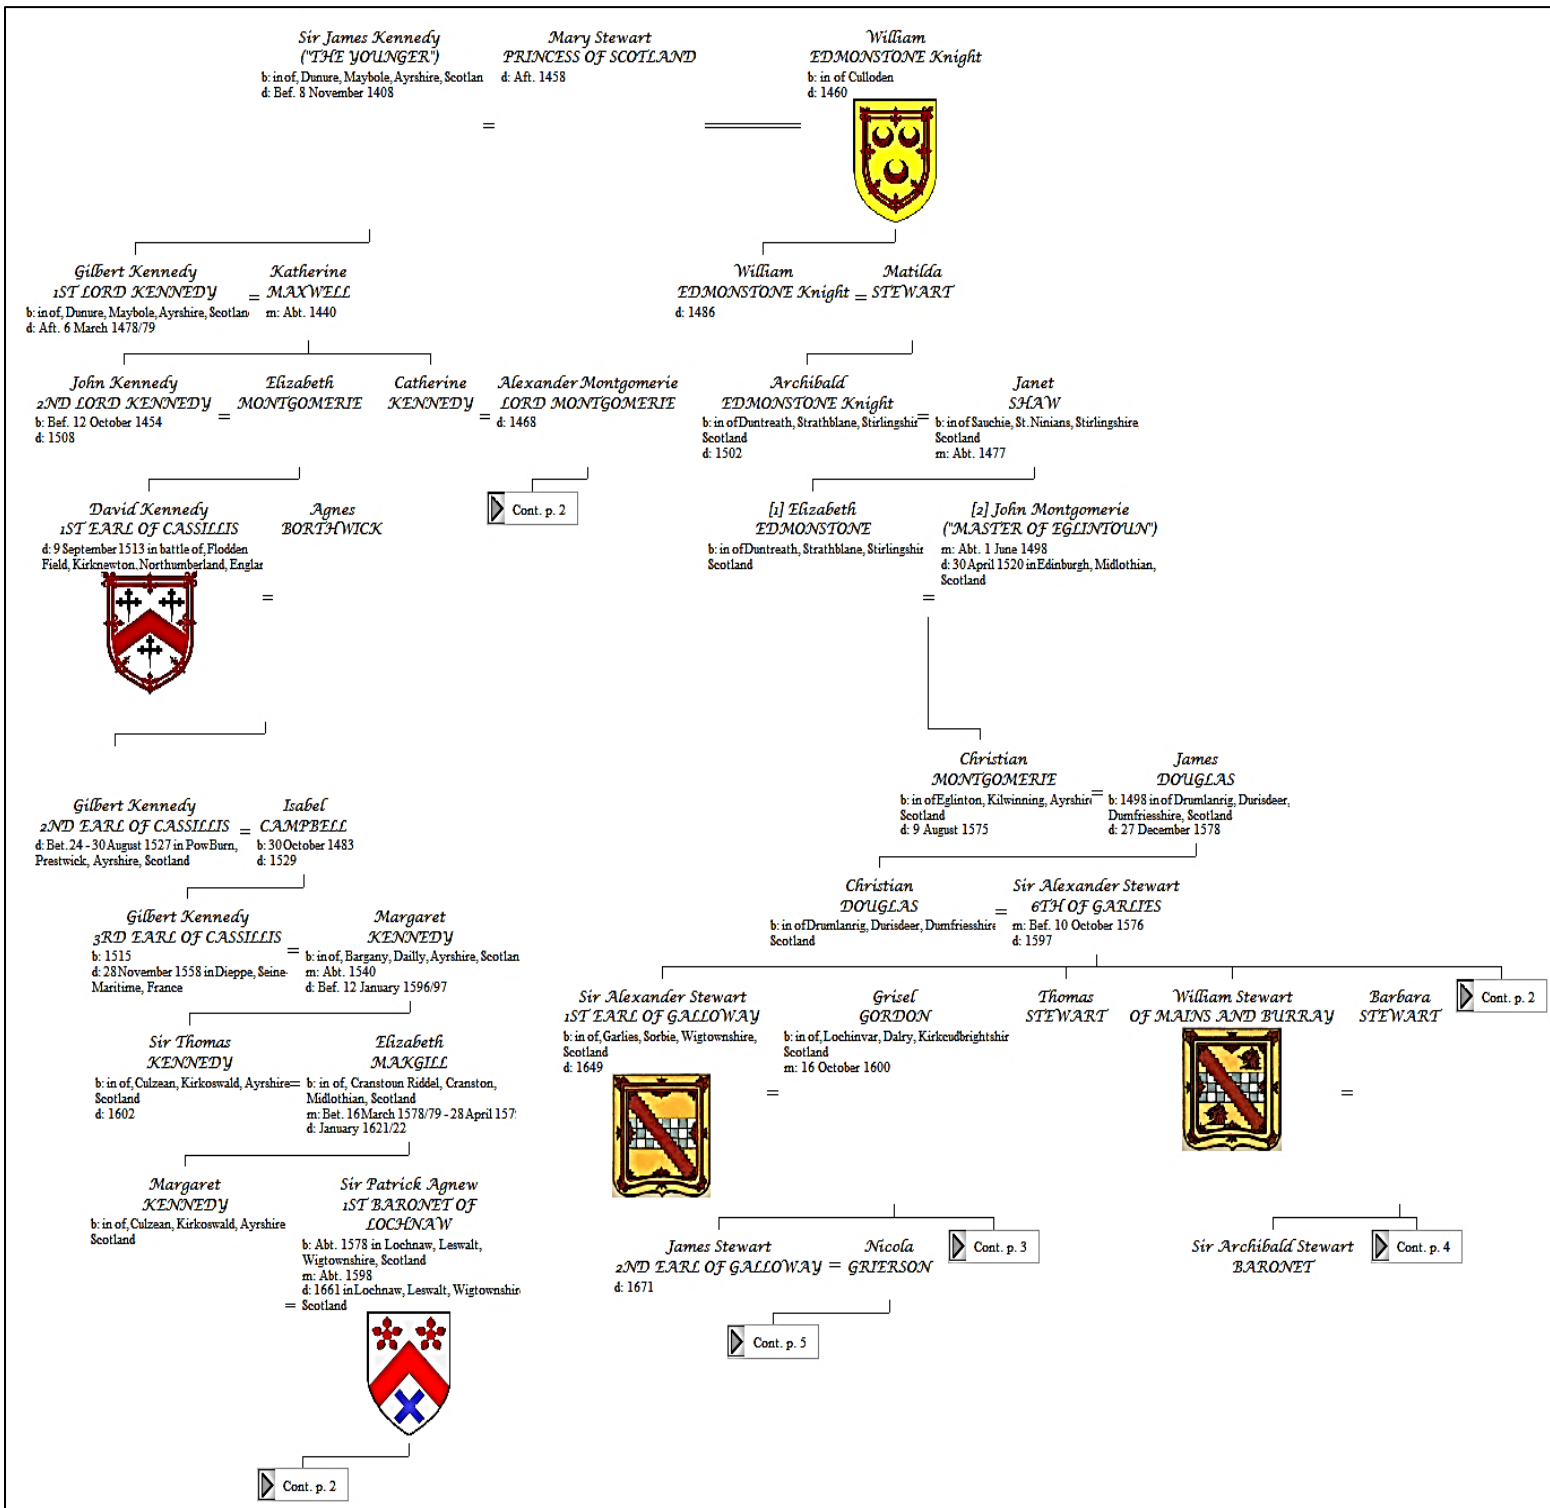 Sir James Kennedy
("THE YOUNGER")
b: in of, Dunure, Maybole, Ayrshire, Scotlan
d: Bef. 8 November 1408
=
Mary Stewart
PRINCESS OF SCOTLAND
d: Aft. 1458
William
EDMONSTONE Knight
b: in of Culloden
d: 1460
Gilbert Kennedy
1ST LORD KENNEDY
b: in of, Dunure, Maybole, Ayrshire, Scotlan
d: Aft. 6 March 1478/79
=
Katherine
MAXWELL
m: Abt. 1440
William
EDMONSTONE Knight
d: 1486
=
Matilda
STEWART
John Kennedy
2ND LORD KENNEDY
b: Bef. 12 October 1454
d: 1508
=
Elizabeth
MONTGOMERIE
Catherine
KENNEDY
=
Alexander Montgomerie
LORD MONTGOMERIE
d: 1468
Archibald
EDMONSTONE Knight
b: in of Duntreath, Strathblane, Stirlingshir
Scotland
d: 1502
=
Janet
SHAW
b: in of Sauchie, St. Ninians, Stirlingshire
Scotland
m: Abt. 1477
David Kennedy
1ST EARL OF CASSILLIS
d: 9 September 1513 in battle of, Flodden
Field, Kirknewton, Northumberland, Englar
=
Agnes
BORTHWICK
Cont. p. 2
[1] Elizabeth
EDMONSTONE
b: in of Duntreath, Strathblane, Stirlingshir
Scotland
=
[2] John Montgomerie
("MASTER OF EGLINTOUN")
m: Abt. 1 June 1498
d: 30 April 1520 in Edinburgh, Midlothian,
Scotland
Christian
MONTGOMERIE
b: in of Eglinton, Kilwinning, Ayrshir
d: 9 August 1575
=
James
DOUGLAS
b: 1498 in of Drumlanrig, Durisdeer,
Dumfriesshire, Scotland
d: 27 December 1578
Gilbert Kennedy
2ND EARL OF CASSILLIS
d: Bet. 24 - 30 August 1527 in Pow Burn,
Prestwick, Ayrshire, Scotland
=
Isabel
CAMPBELL
b: 30 October 1483
d: 1529
Christian
DOUGLAS
b: in of Drumlanrig, Durisdeer, Dumfriesshire
Scotland
=
Sir Alexander Stewart
6TH OF GARLIES
m: Bef. 10 October 1576
d: 1597
Gilbert Kennedy
3RD EARL OF CASSILLIS
b: 1515
d: 28 November 1558 in Dieppe, Seine-
Maritime, France
=
Margaret
KENNEDY
b: in of, Bargany, Dailly, Ayrshire, Scotlan
m: Abt. 1540
d: Bef. 12 January 1596/97
Sir Alexander Stewart
1ST EARL OF GALLOWAY
b: in of, Garlies, Sorbie, Wigtownshire,
Scotland
d: 1649
=
Grisel
GORDON
b: in of, Lochinvar, Dalry, Kirkcudbrightshir
Scotland
m: 16 October 1600
Thomas
STEWART
William Stewart
OF MAINS AND BURRAY
=
Barbara
STEWART
Cont. p. 2
Sir Thomas
KENNEDY
b: in of, Culzean, Kirkoswald, Ayrshire
Scotland
d: 1602
=
Elizabeth
MAKGILL
b: in of, Cranstoun Riddel, Cranston,
Midlothian, Scotland
m: Bet. 16 March 1578/79 - 28 April 157
d: January 1621/22
Margaret
KENNEDY
b: in of, Culzean, Kirkoswald, Ayrshire
Scotland
=
Sir Patrick Agnew
1ST BARONET OF
LOCHNAW
b: Abt. 1578 in Lochnaw, Leswalt,
Wigtownshire, Scotland
m: Abt. 1598
d: 1661 in Lochnaw, Leswalt, Wigtownshir
Scotland
James Stewart
2ND EARL OF GALLOWAY
d: 1671
=
Nicola
GRIERSON
Cont. p. 3
Sir Archibald Stewart
BARONET
Cont. p. 4
Cont. p. 5
Cont. p. 2